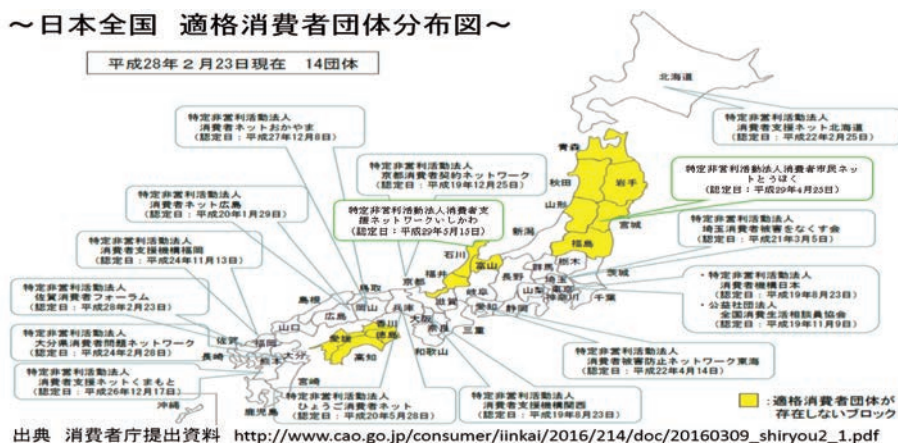 ～日本全国 適格消費者団体分布図～
平成28年2月23日現在 14団体
北海道
特定非営利活動法人
消費者支援ネット北海道
(認定日：平成22年2月25日)
特定非営利活動法人
消費者ネットおかやま
(認定日：平成27年12月8日)
青森
特定非営利活動法人
京都消費者契約ネットワーク
(認定日：平成19年12月25日)
秋田
岩手
特定非営利活動法人消費者市民ネッ
トとうほく
(認定日：平成29年4月25日)
特定非営利活動法人
消費者ネット広島
(認定日：平成20年1月29日)
山形
宮城
特定非営利活動法人消費者支
援ネットワークいしかわ
(認定日：平成29年5月15日)
新潟
福島
特定非営利活動法人
埼玉消費者被害をなくす会
(認定日：平成21年3月5日)
特定非営利活動法人
消費者支援機構福岡
(認定日：平成24年11月13日)
石川
富山
福井
長野
群馬
栃木
埼玉
茨城
東京
神奈川
千葉
山梨
静岡
岐阜
愛知
滋賀
京都
鳥取
・特定非営利活動法人
消費者機構日本
(認定日：平成19年8月23日)
・公益社団法人
全国消費生活相談員協会
(認定日：平成19年11月9日)
特定非営利活動法人
佐賀消費者フォーラム
(認定日：平成28年2月23日)
島根
広島
岡山
兵庫
大阪
奈良
三重
和歌山
山口
香川
徳島
愛媛
高知
特定非営利活動法人
大分県消費者問題ネットワーク
(認定日：平成24年2月28日)
佐賀
福岡
長崎
大分
熊本
宮崎
鹿児島
沖縄
特定非営利活動法人
消費者被害防止ネットワーク東海
(認定日：平成22年4月14日)
特定非営利活動法人
消費者支援ネットくまもと
(認定日：平成26年12月17日)
特定非営利活動法人
ひょうご消費者ネット
(認定日：平成20年5月28日)
特定非営利活動法人
消費者支援機構関西
(認定日：平成19年8月23日)
：適格消費者団体が
存在しないブロック
出典 消費者庁提出資料 http://www.cao.go.jp/consumer/iinkai/2016/214/doc/20160309_shiryou2_1.pdf